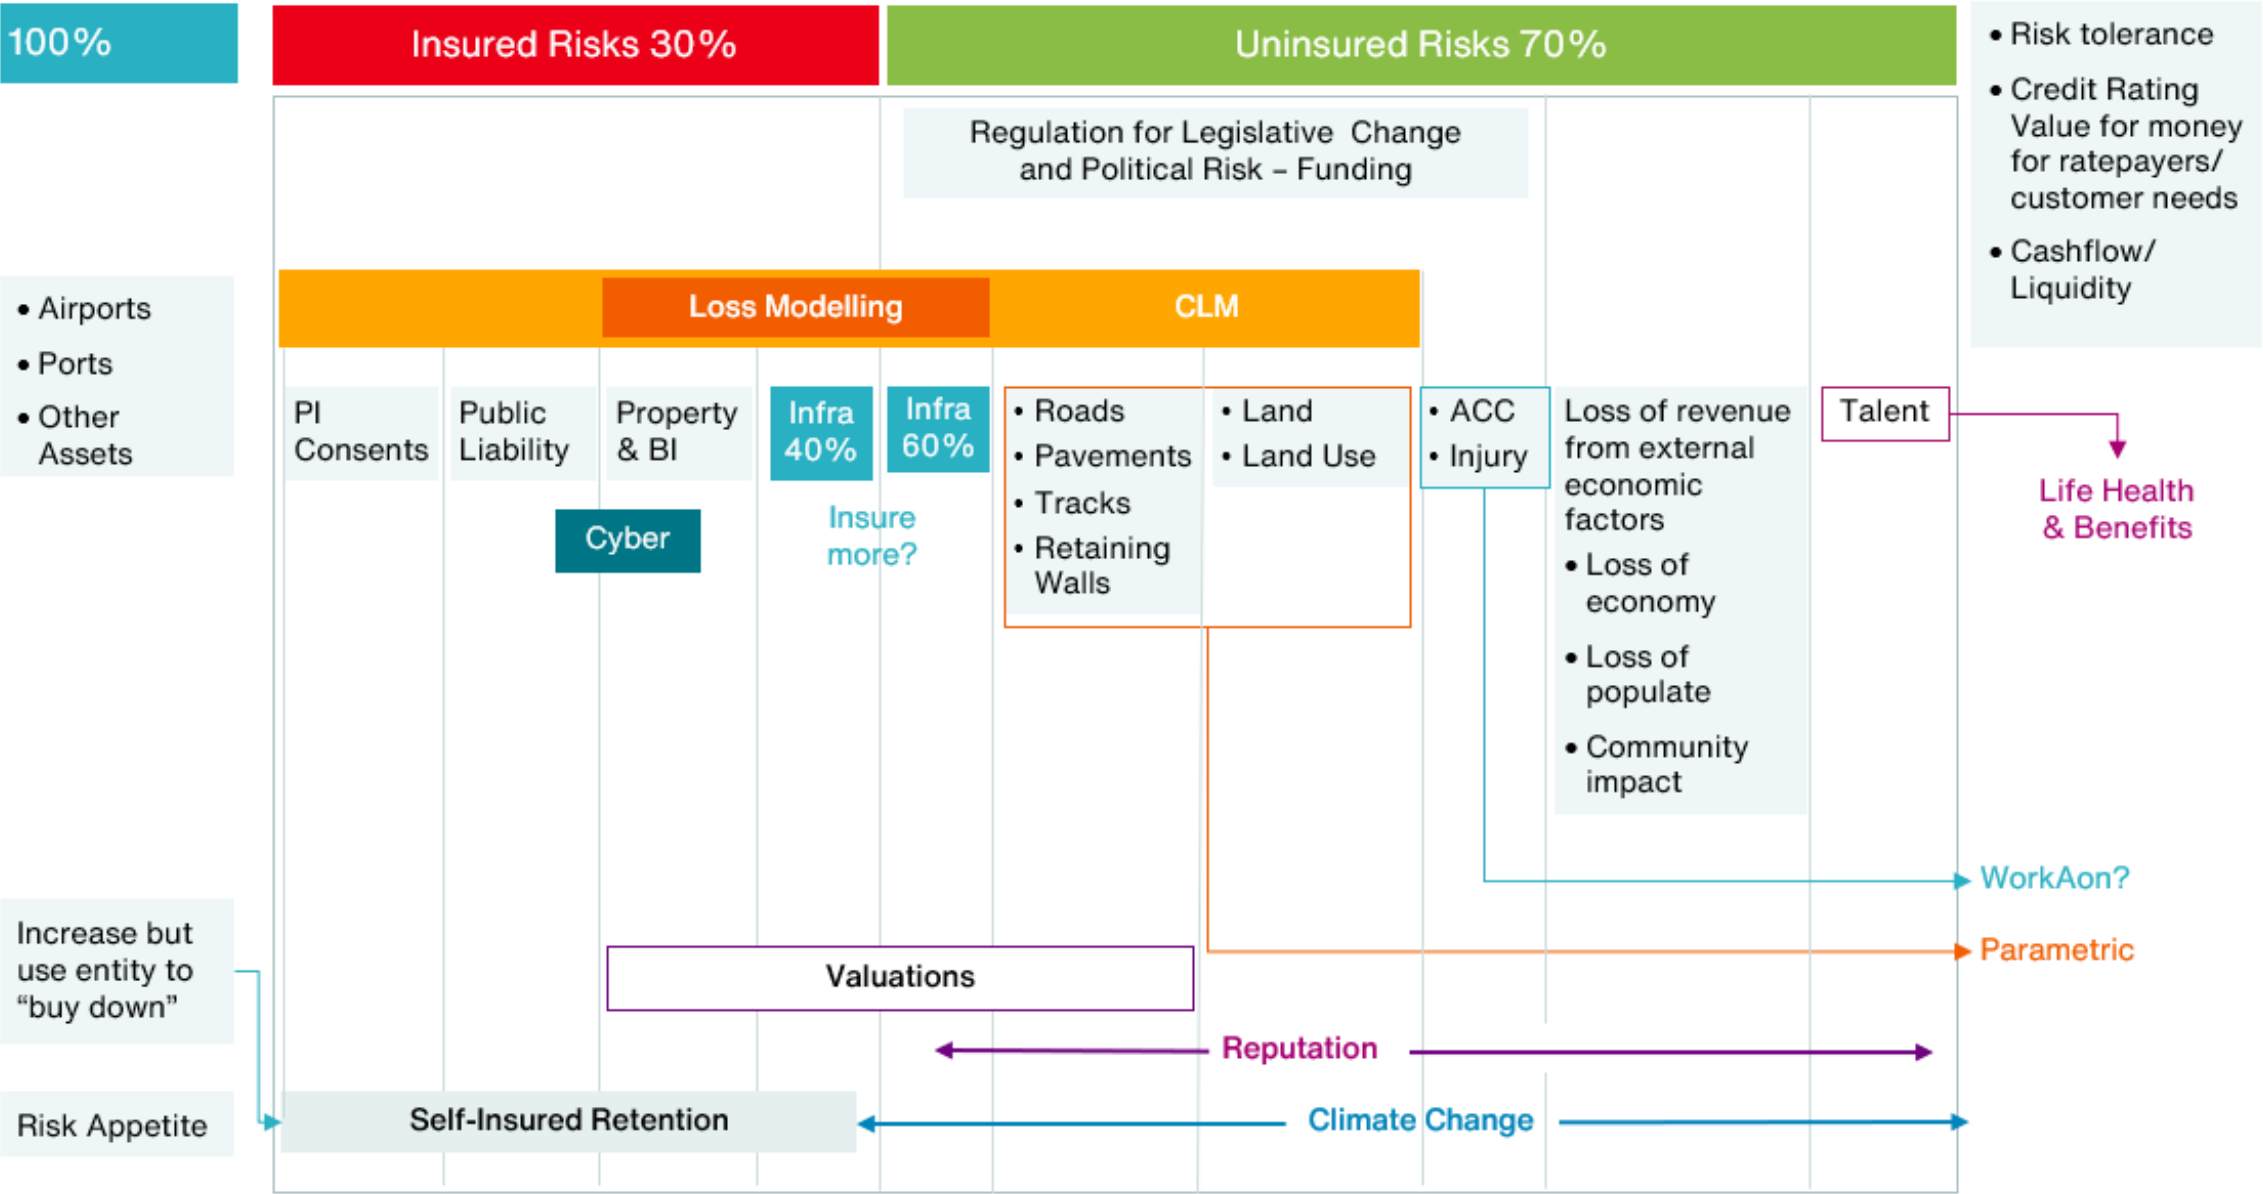 100%
Insured Risks 30%
Uninsured Risks 70%
• Risk tolerance
• Credit Rating
Value for money
for ratepayers/
customer needs
• Cashflow/
Liquidity
Regulation for Legislative Change
and Political Risk – Funding
• Airports
• Ports
• Other
Assets
Loss Modelling
CLM
PI
Consents
Public
Liability
Property
& BI
Infra
40%
Infra
60%
• Roads
• Pavements
• Tracks
• Retaining
Walls
• Land
• Land Use
• ACC
• Injury
Loss of revenue
from external
economic
factors
• Loss of
economy
• Loss of
populate
• Community
impact
Talent
Life Health
& Benefits
Cyber
Insure
more?
WorkAon?
Parametric
Increase but
use entity to
“buy down”
Valuations
Reputation
Risk Appetite
Self-Insured Retention
Climate Change